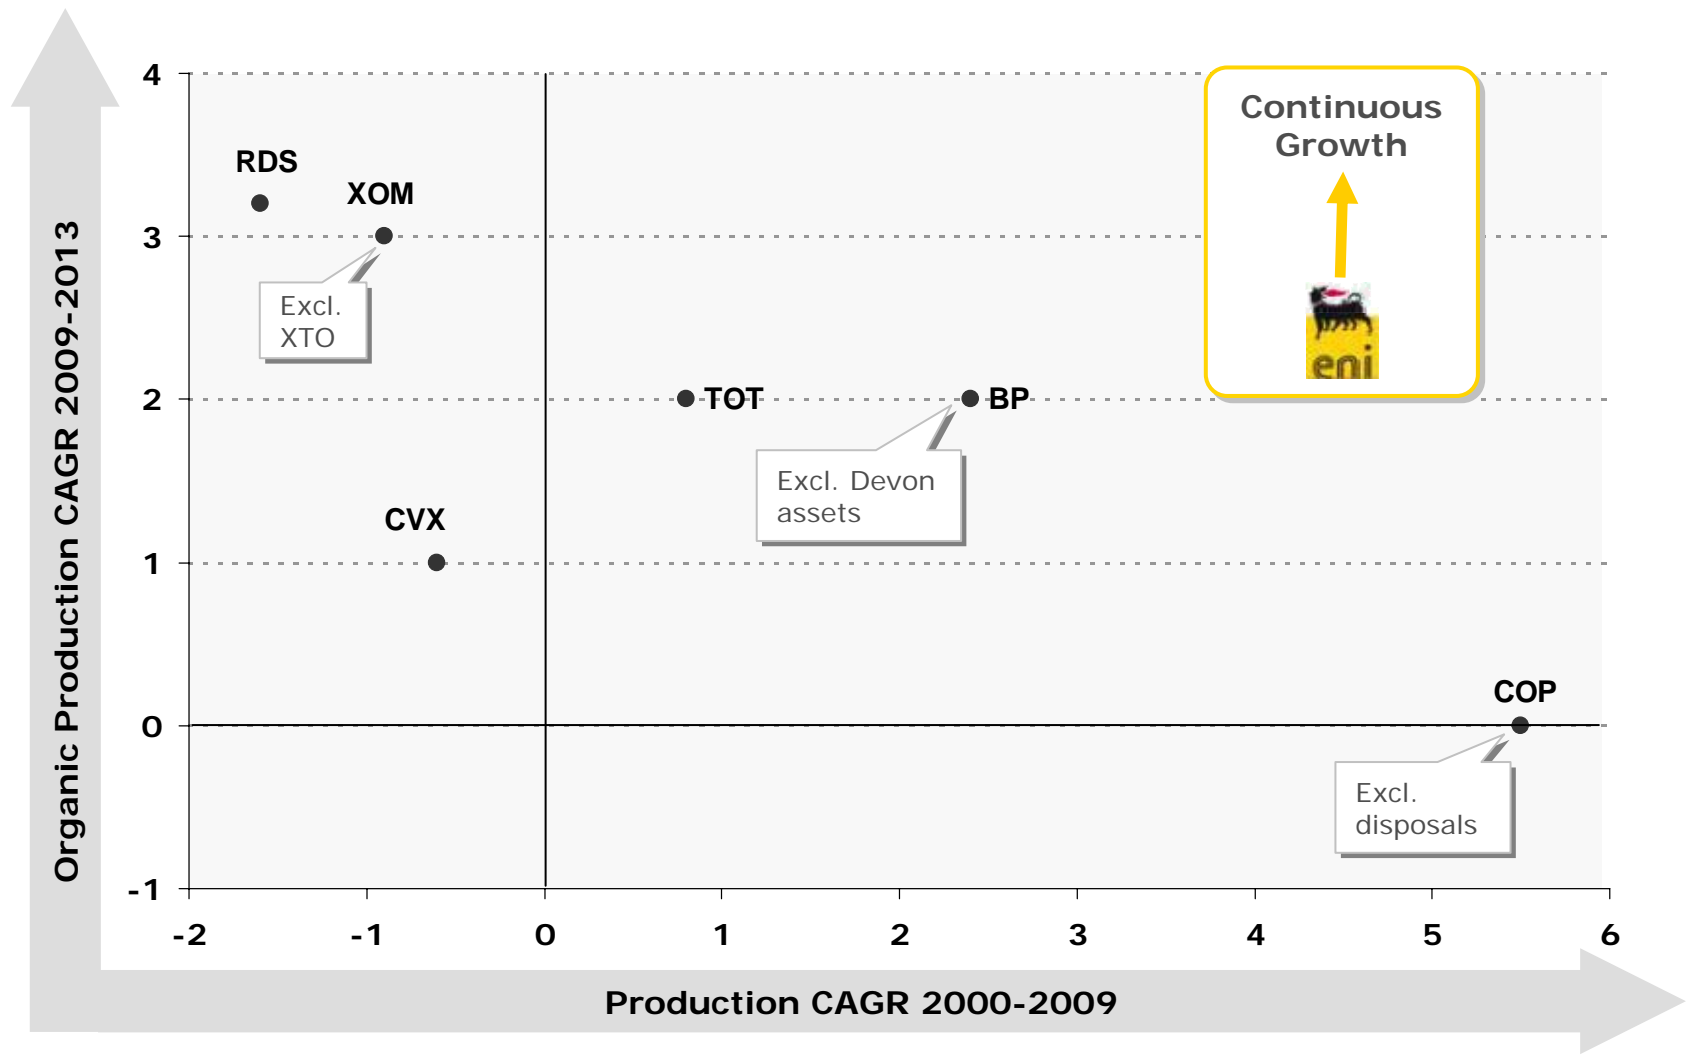 4
Continuous
Growth
RDS
XOM
3
Excl.
XTO
eni
2
TOT
BP
Excl. Devon
assets
CVX
1
COP
0
Excl.
disposals
-1
-2 -1 0 1 2 3 4 5 6
Organic Production CAGR 2009-2013
Production CAGR 2000-2009